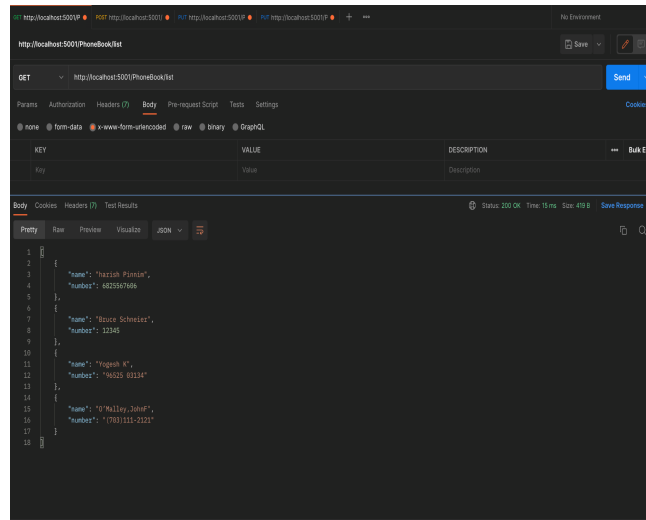 GET http://localhost:5001/P POST http://localhost:5001/ PUT http://localhost:5001/P PUT http://localhost:5001/P No Environment
http://localhost:5001/PhoneBook/list Save
GET http://localhost:5001/PhoneBook/list Send
Params Authorization Headers (7) Body Pre-request Script Tests Settings Cookies
none form-data x-www-form-urlencoded raw binary GraphQL
KEY VALUE DESCRIPTION Bulk E
Key Value Description
Body Cookies Headers (7) Test Results Status: 200 OK Time: 15 ms Size: 419 B Save Response
Pretty Raw Preview Visualize JSON
1 [
2 {
3 "name": "harish Pinnim",
4 "number": 6825567606
5 },
6 {
7 "name": "Bruce Schneier",
8 "number": 12345
9 },
10 {
11 "name": "Yogesh K",
12 "number": "96525 03134"
13 },
14 {
15 "name": "O'Malley,JohnF",
16 "number": "(703)111-2121"
17 }
18 ]